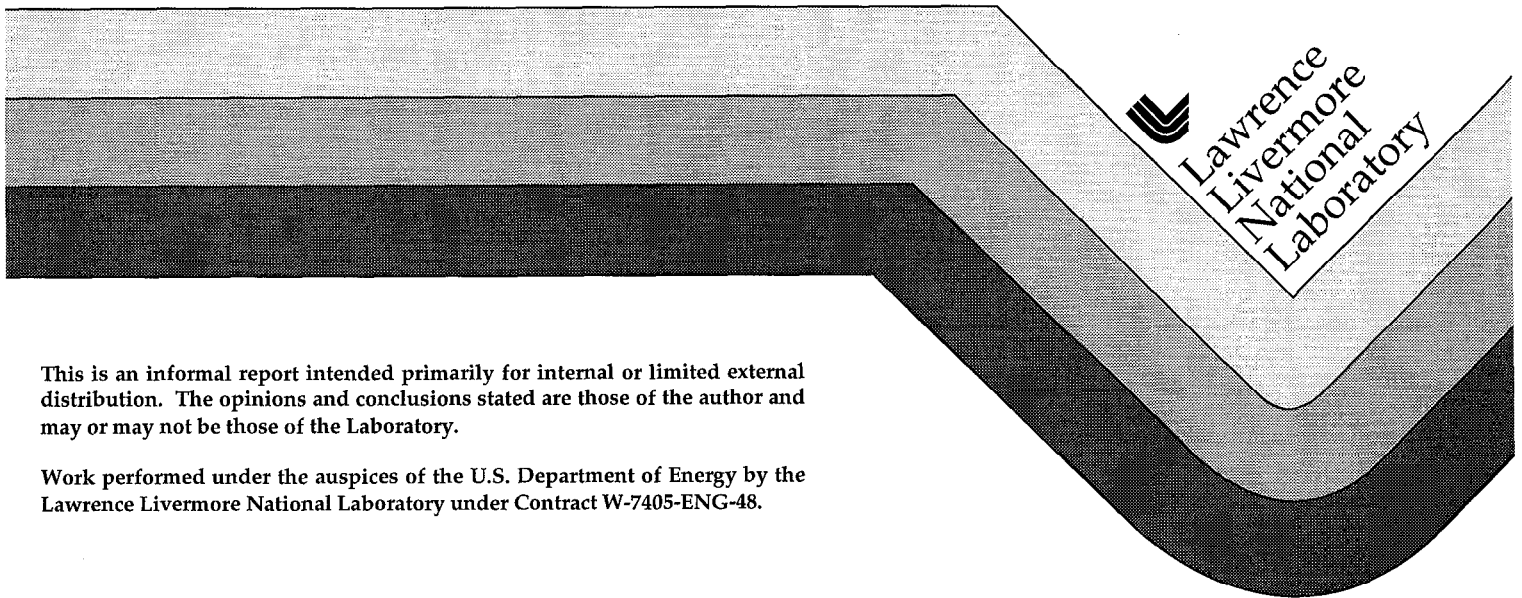 Lawrence
Livermore
National
Laboratory
This is an informal report intended primarily for internal or limited external
distribution. The opinions and conclusions stated are those of the author and
may or may not be those of the Laboratory.
Work performed under the auspices of the U.S. Department of Energy by the
Lawrence Livermore National Laboratory under Contract W-7405-ENG-48.